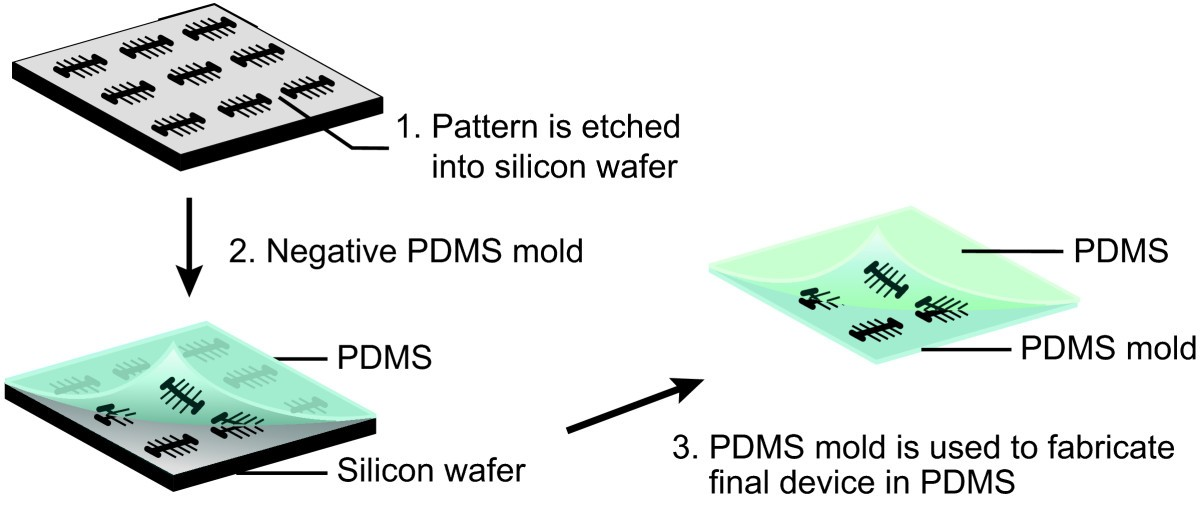 1. Pattern is etched
into silicon wafer
2. Negative PDMS mold
PDMS
Silicon wafer
PDMS
PDMS mold
3. PDMS mold is used to fabricate
final device in PDMS